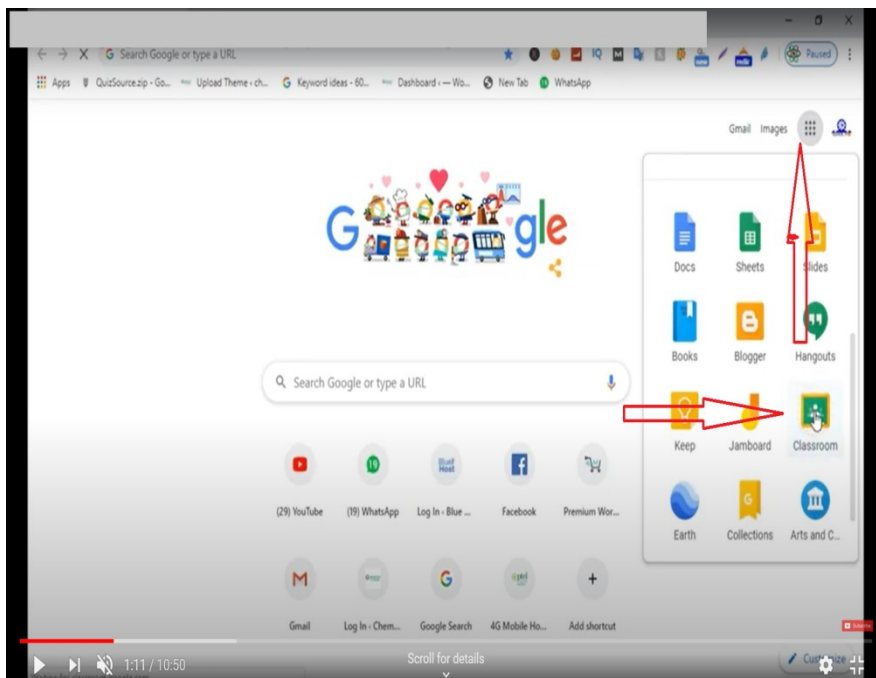 Search Google or type a URL
Paused
Apps
QuizSource.zip - Go...
Upload Theme ‹ ch...
Keyword ideas - 60...
Dashboard ‹ — Wo...
New Tab
WhatsApp
Gmail Images
Google
Docs Sheets Slides
Books Blogger Hangouts
Search Google or type a URL
Keep Jamboard Classroom
(29) YouTube (19) WhatsApp Log In - Blue ... Facebook Premium Wor...
Earth Collections Arts and C...
Gmail Log In ‹ Chem... Google Search 4G Mobile Ho... Add shortcut
Subscribe
1:11 / 10:50
Scroll for details